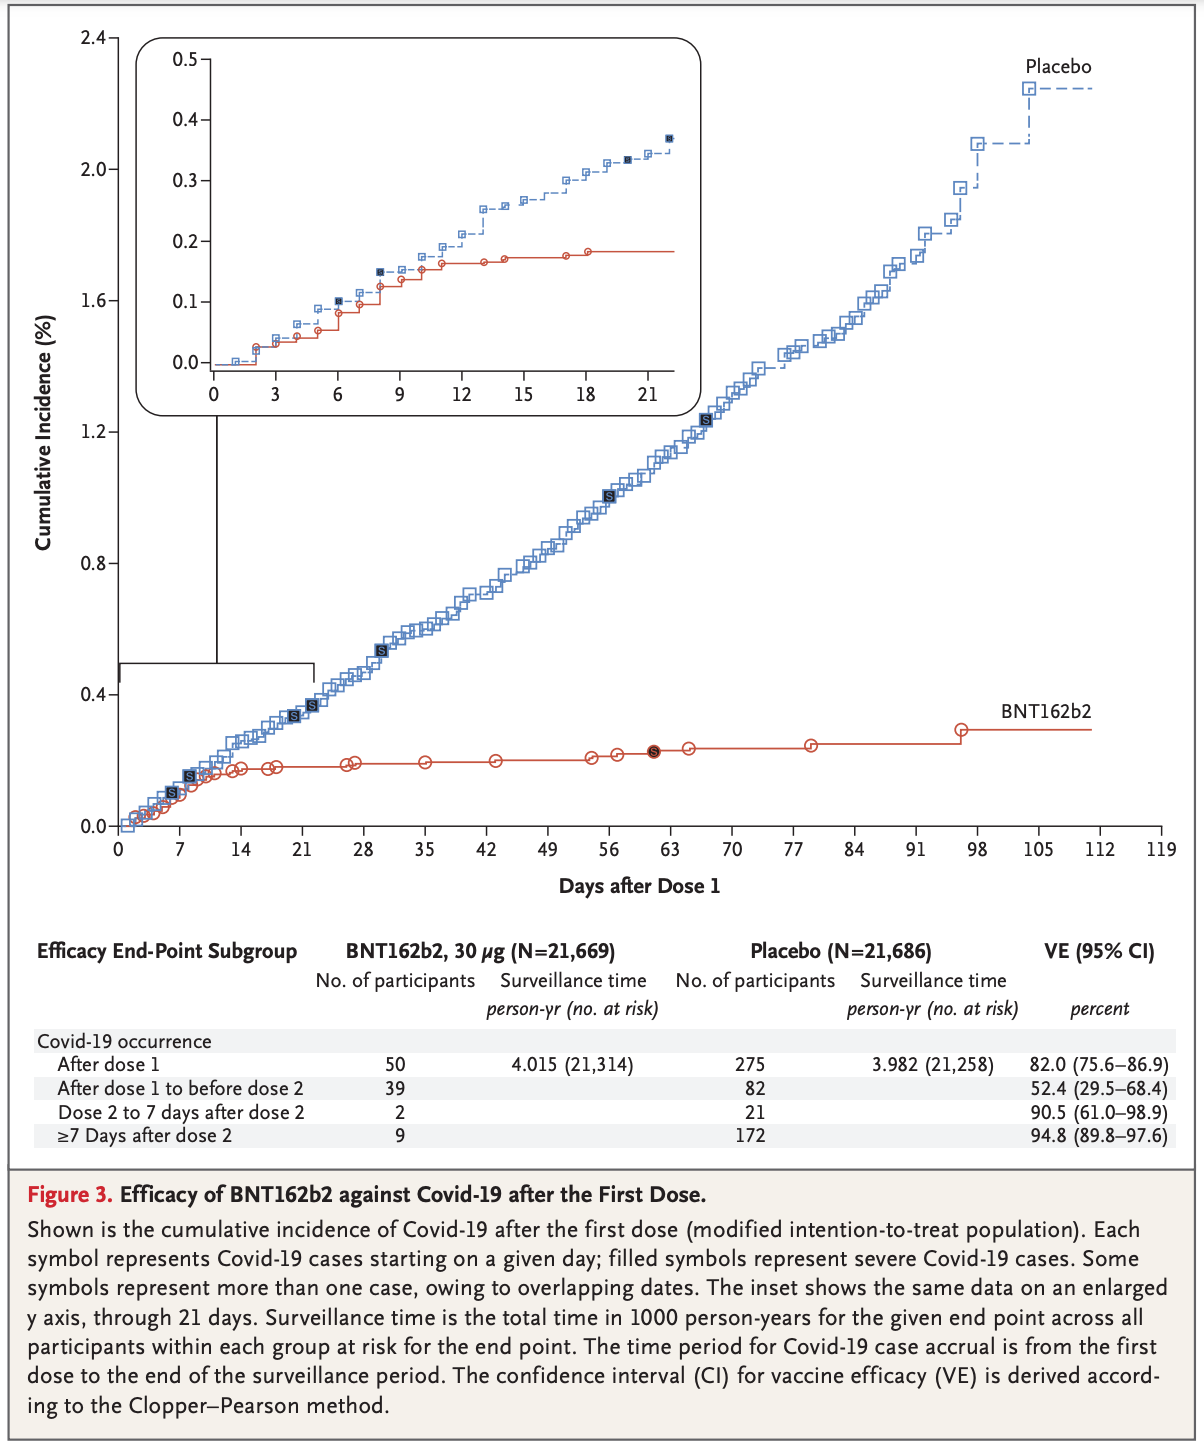 2.4
2.0
1.6
1.2
0.8
0.4
0.0
Cumulative Incidence (%)
0.5
0.4
0.3
0.2
0.1
0.0
0 3 6 9 12 15 18 21
Placebo
BNT162b2
S S S S S S S S
0 7 14 21 28 35 42 49 56 63 70 77 84 91 98 105 112 119
Days after Dose 1
Efficacy End-Point Subgroup BNT162b2, 30 μg (N=21,669) Placebo (N=21,686) VE (95% CI)
No. of participants Surveillance time No. of participants Surveillance time
person-yr (no. at risk) person-yr (no. at risk) percent
Covid-19 occurrence
After dose 1 50 4.015 (21,314) 275 3.982 (21,258) 82.0 (75.6–86.9)
After dose 1 to before dose 2 39 82 52.4 (29.5–68.4)
Dose 2 to 7 days after dose 2 2 21 90.5 (61.0–98.9)
≥7 Days after dose 2 9 172 94.8 (89.8–97.6)
Figure 3. Efficacy of BNT162b2 against Covid-19 after the First Dose.
Shown is the cumulative incidence of Covid-19 after the first dose (modified intention-to-treat population). Each
symbol represents Covid-19 cases starting on a given day; filled symbols represent severe Covid-19 cases. Some
symbols represent more than one case, owing to overlapping dates. The inset shows the same data on an enlarged
y axis, through 21 days. Surveillance time is the total time in 1000 person-years for the given end point across all
participants within each group at risk for the end point. The time period for Covid-19 case accrual is from the first
dose to the end of the surveillance period. The confidence interval (CI) for vaccine efficacy (VE) is derived accord-
ing to the Clopper–Pearson method.